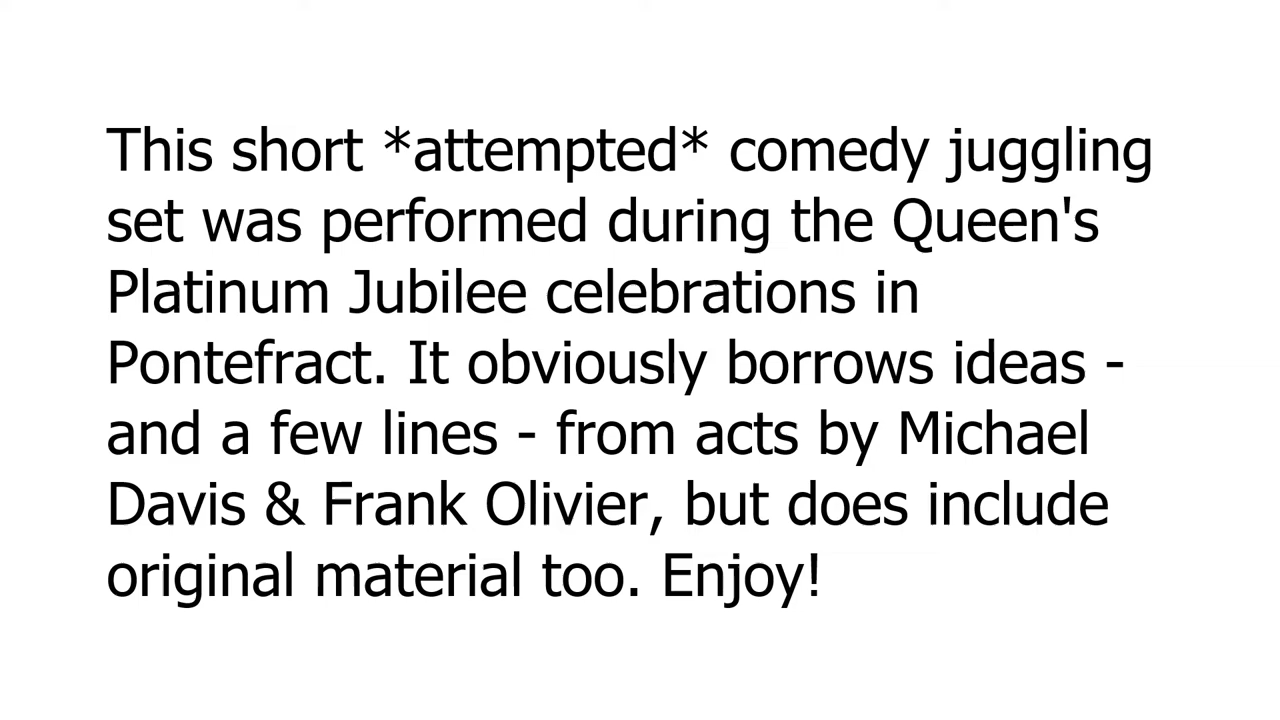 This short *attempted* comedy juggling
set was performed during the Queen's
Platinum Jubilee celebrations in
Pontefract. It obviously borrows ideas -
and a few lines - from acts by Michael
Davis & Frank Olivier, but does include
original material too. Enjoy!